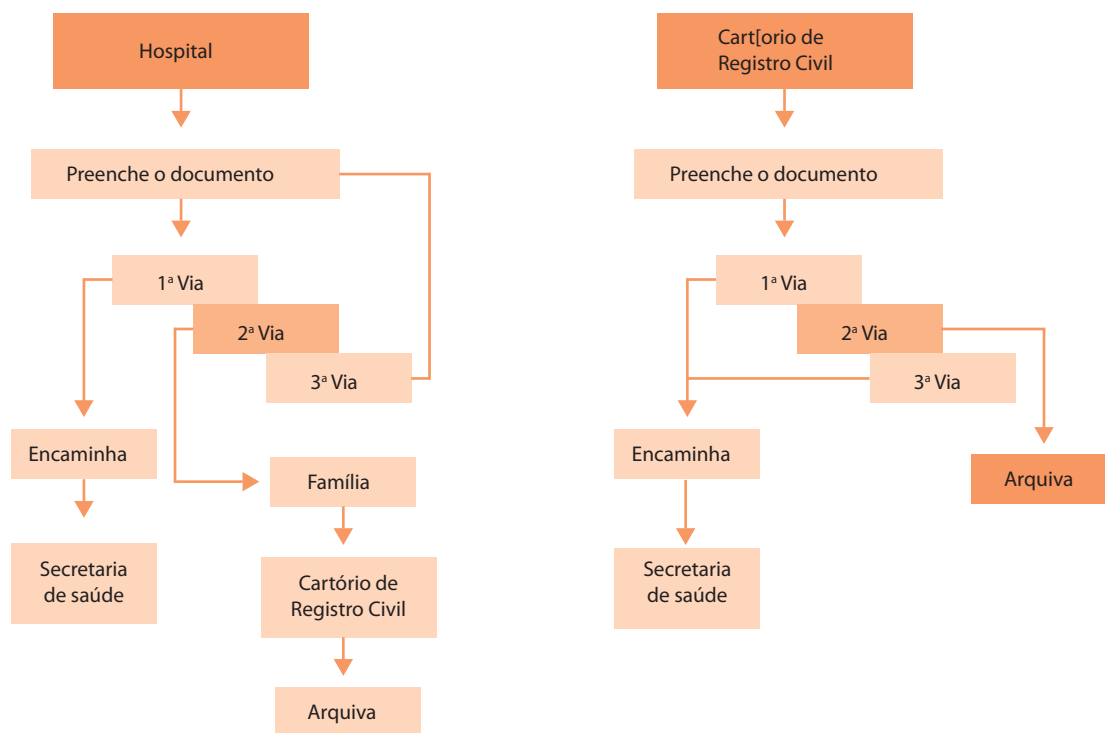 Hospital
Preenche o documento
1ª Via
2ª Via
3ª Via
Encaminha
Secretaria
de saúde
Família
Cartório de
Registro Civil
Arquiva
Cart[orio de
Registro Civil
Preenche o documento
1ª Via
2ª Via
3ª Via
Encaminha
Secretaria
de saúde
Arquiva